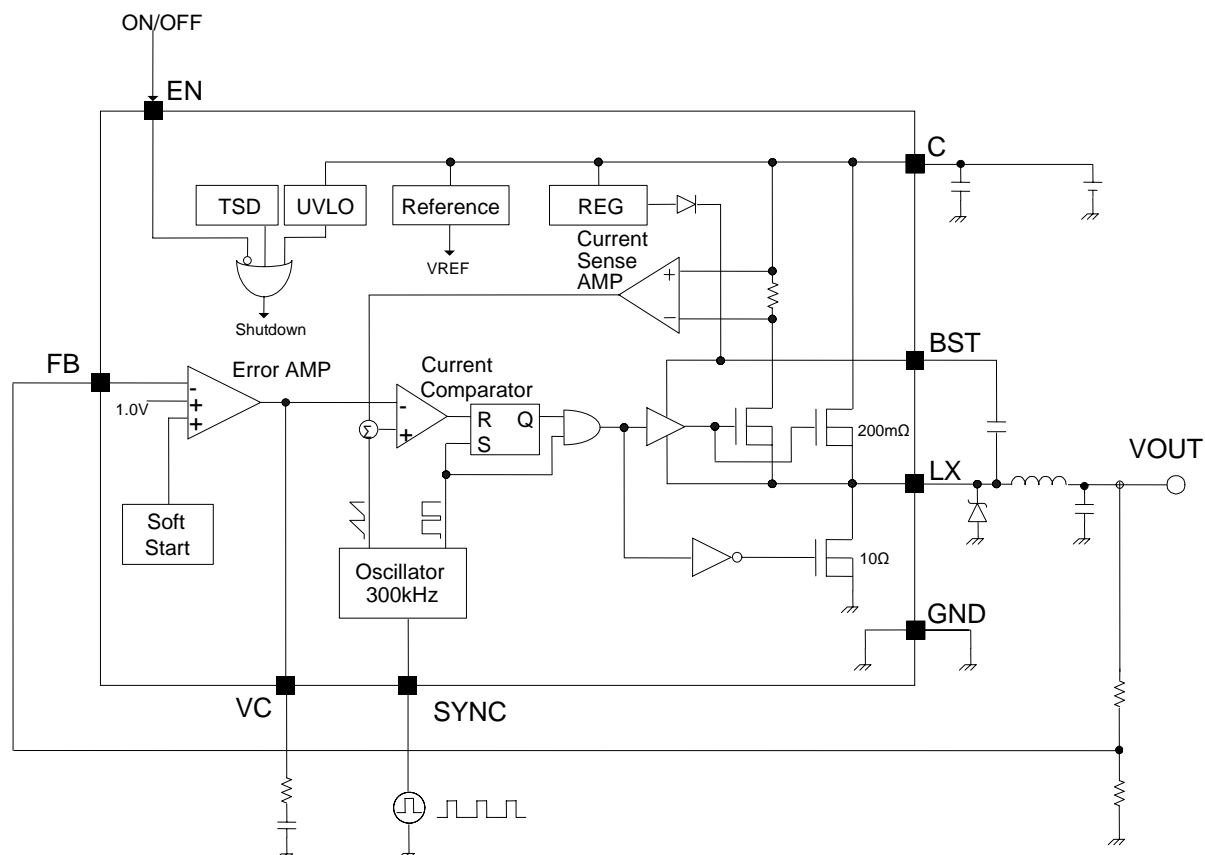 ON/OFF
EN
C
TSD
UVLO
Reference
REG
VREF
Current
Sense
AMP
+
−
Shutdown
FB
Error AMP
Current
Comparator
BST
1.0V
-
+
+
-
+
Σ
R Q
S
200mΩ
VOUT
LX
Soft
Start
Oscillator
300kHz
10Ω
GND
VC
SYNC